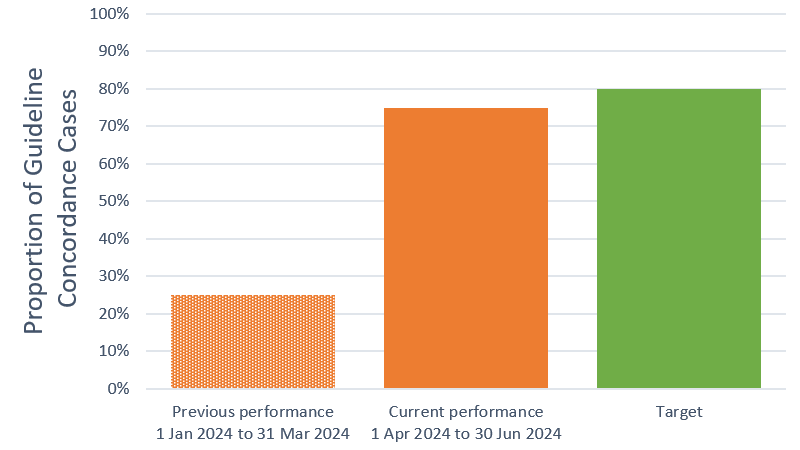 100%
90%
80%
70%
60%
50%
40%
30%
20%
10%
0%
Proportion of Guideline
Concordance Cases
Previous performance
1 Jan 2024 to 31 Mar 2024
Current performance
1 Apr 2024 to 30 Jun 2024
Target